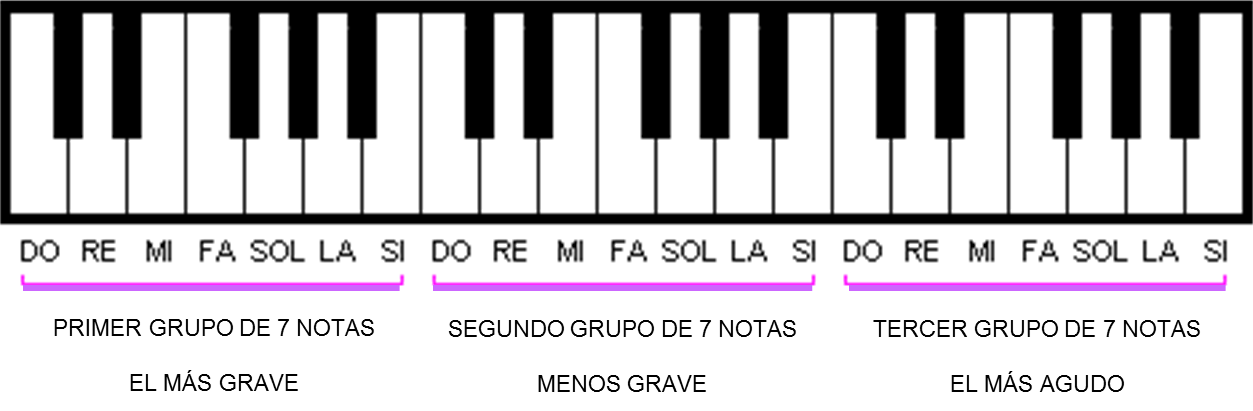 DO RE MI FA SOL LA SI DO RE MI FA SOL LA SI DO RE MI FA SOL LA SI
PRIMER GRUPO DE 7 NOTAS SEGUNDO GRUPO DE 7 NOTAS TERCER GRUPO DE 7 NOTAS
EL MÁS GRAVE MENOS GRAVE EL MÁS AGUDO